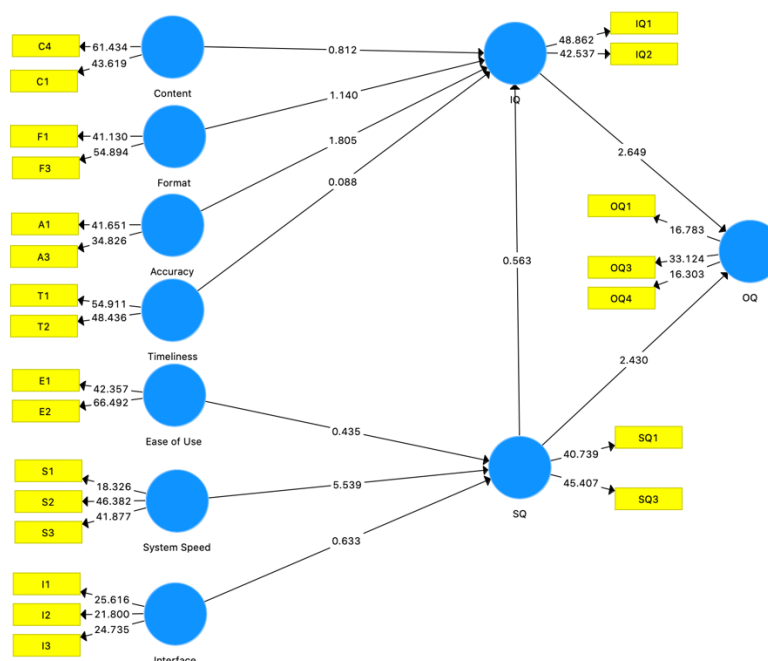 C4
61.434
43.619
C1
Content
0.812
F1
41.130
54.894
F3
Format
1.140
A1
41.651
34.826
A3
Accuracy
1.805
T1
54.911
48.436
T2
Timeliness
0.088
E1
42.357
66.492
E2
Ease of Use
0.435
S1
18.326
S2
46.382
41.877
S3
System Speed
5.539
I1
25.616
I2
21.800
24.735
I3
Interface
0.633
IQ
48.862
IQ1
42.537
IQ2
2.649
0.563
OQ1
16.783
OQ3
33.124
16.303
OQ4
OQ
2.430
SQ
40.739
SQ1
45.407
SQ3